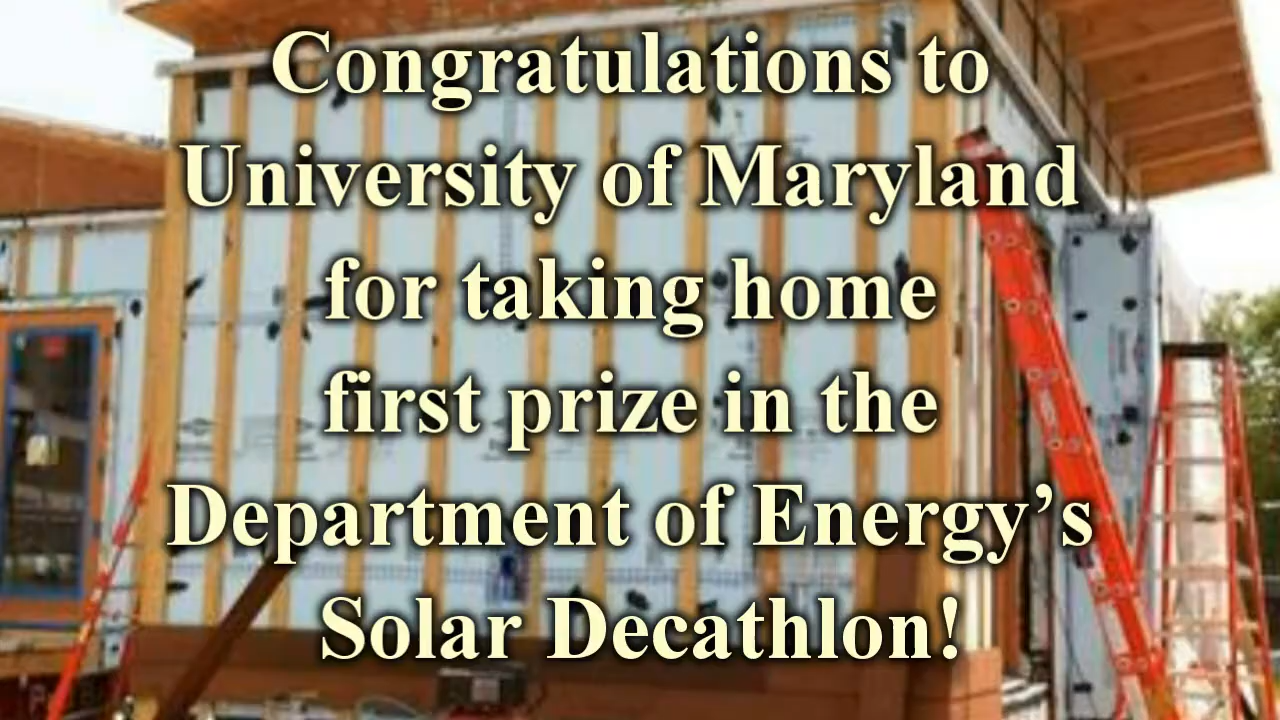 Congratulations to
University of Maryland
for taking home
first prize in the
Department of Energy’s
Solar Decathlon!